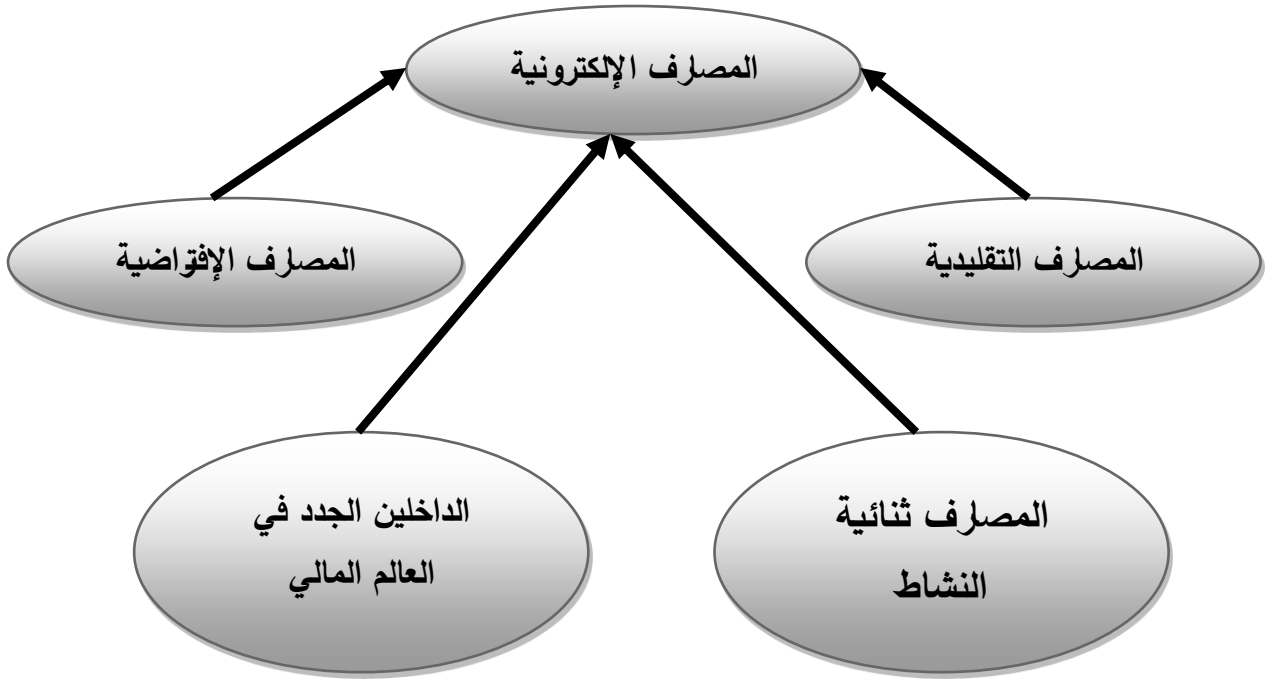 المصارف الإلكترونية
المصارف التقليدية
المصارف الإفتراضية
المصارف ثنائية
النشاط
الداخلين الجدد في
العالم المالي